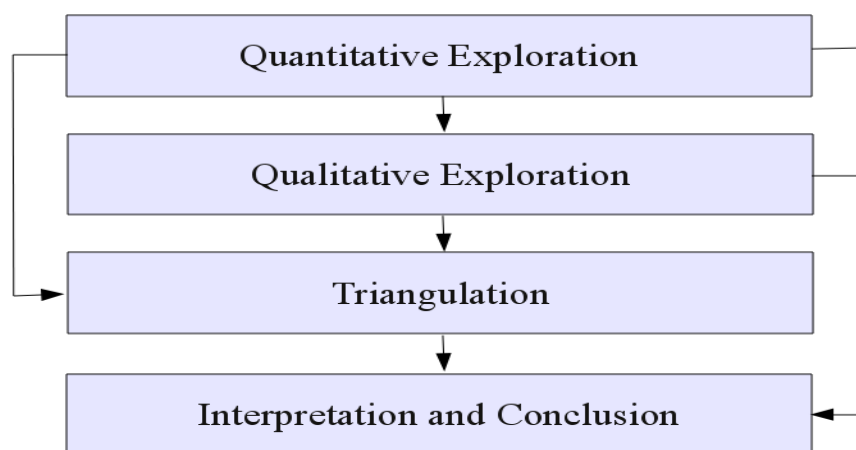 Quantitative Exploration
Qualitative Exploration
Triangulation
Interpretation and Conclusion